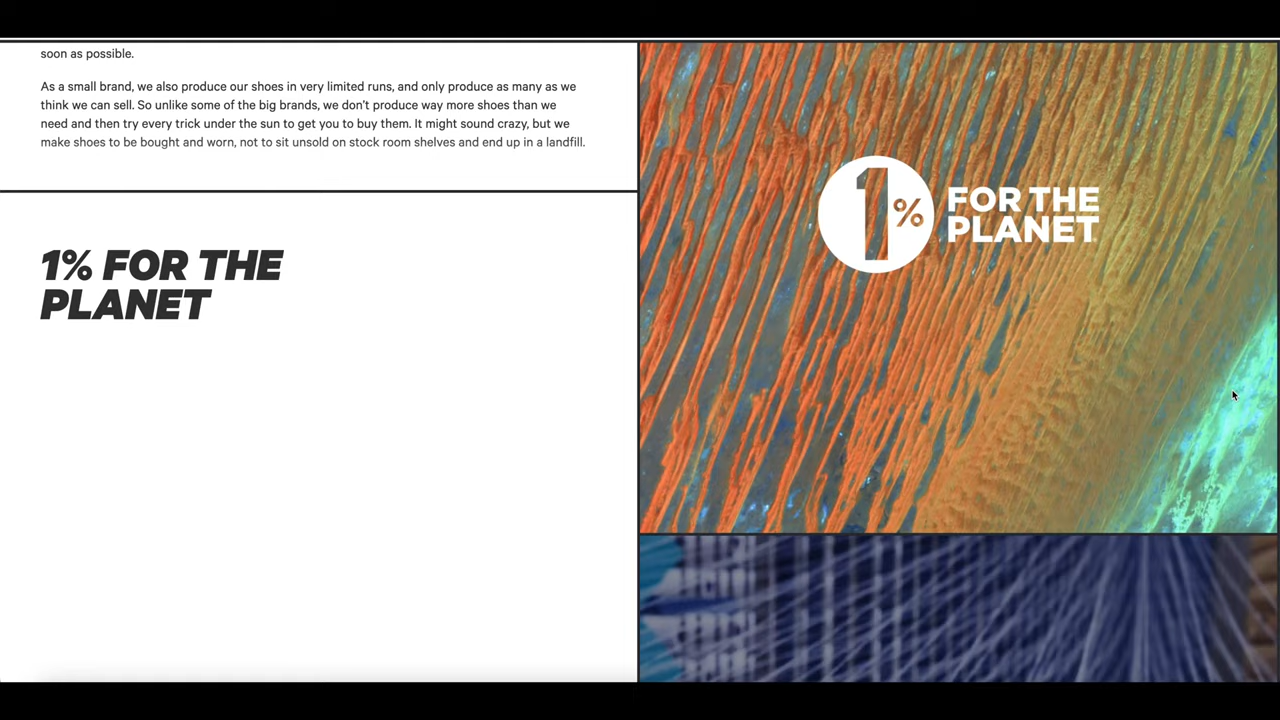 soon as possible.
As a small brand, we also produce our shoes in very limited runs, and only produce as many as we
think we can sell. So unlike some of the big brands, we don’t produce way more shoes than we
need and then try every trick under the sun to get you to buy them. It might sound crazy, but we
make shoes to be bought and worn, not to sit unsold on stock room shelves and end up in a landfill.
1% FOR THE
PLANET
1% FOR THE
PLANET